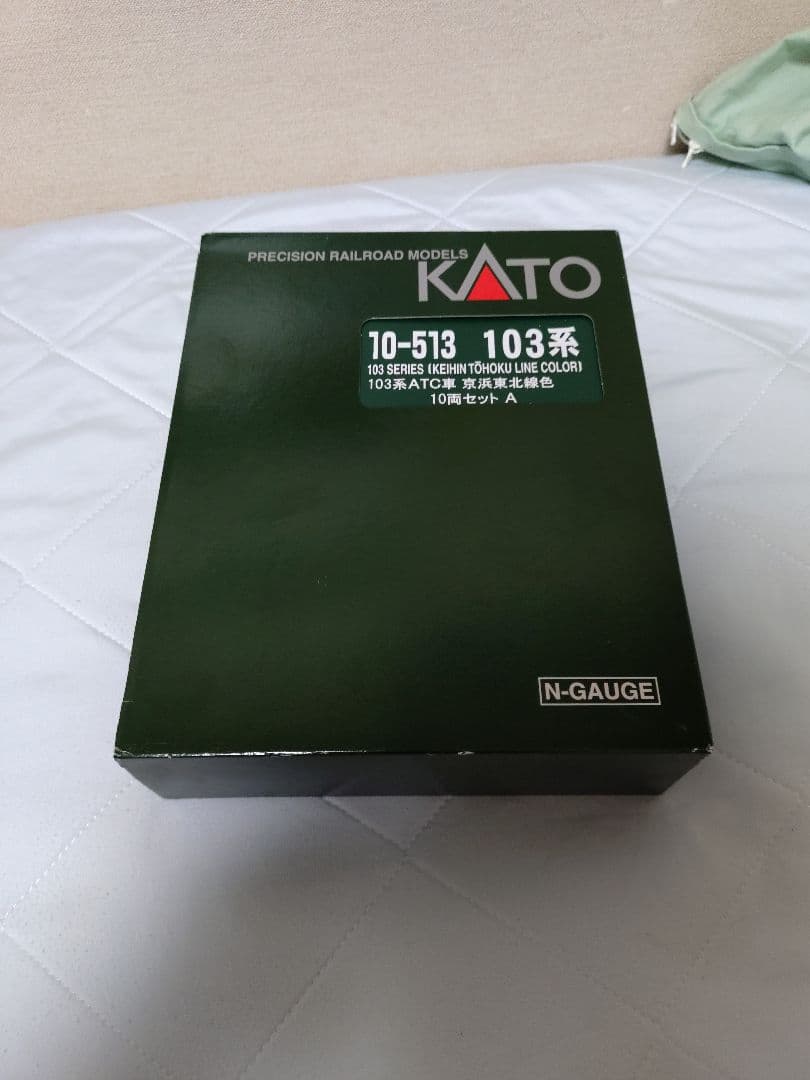 PRECISION RAILROAD MODELS
KATO
10-513 103系
103 SERIES (KEIHIN TŌHOKU LINE COLOR)
103系ATC車 京浜東北線色
10両セット A
N-GAUGE